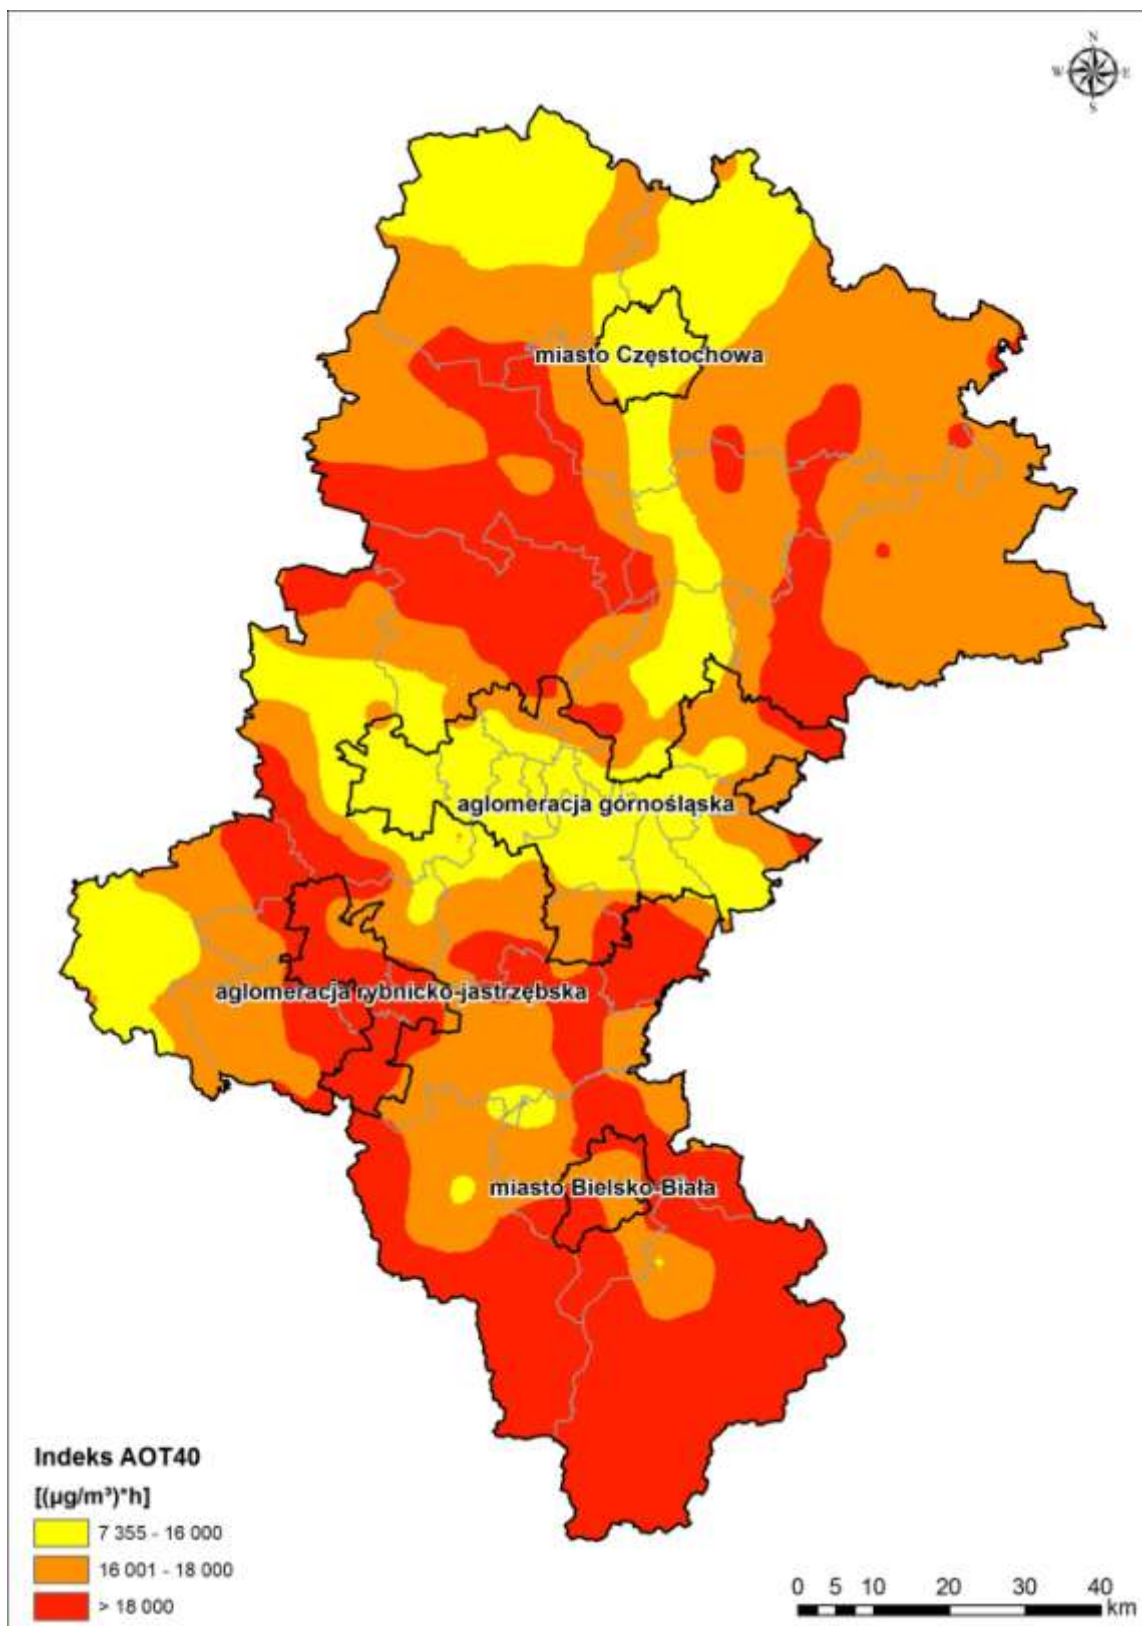 N
W E
S
miasto Częstochowa
aglomeracja górnośląska
aglomeracja rybnicko-jastrzębska
miasto Bielsko-Biała
Indeks AOT40
[(µg/m³)*h]
7 355 - 16 000
16 001 - 18 000
> 18 000
0 5 10 20 30 40
km